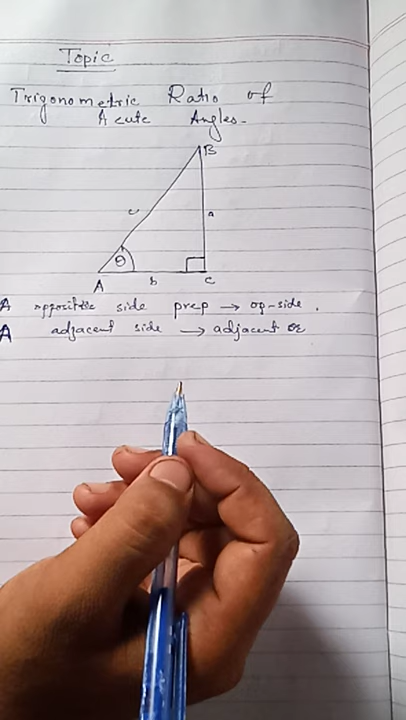 Topic
Trigonometric Ratio of
Acute Angles.
B
c
a
θ
A
b
C
A opposite side prep → op-side.
A adjacent side → adjacent or